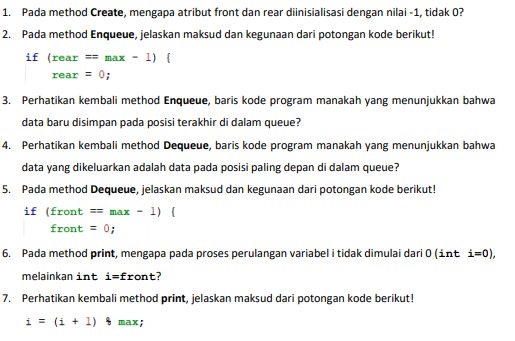 1. Pada method Create, mengapa atribut front dan rear diinisialisasi dengan nilai -1, tidak 0?
2. Pada method Enqueue, jelaskan maksud dan kegunaan dari potongan kode berikut!
if (rear == max - 1) {
rear = 0;
3. Perhatikan kembali method Enqueue, baris kode program manakah yang menunjukkan bahwa
data baru disimpan pada posisi terakhir di dalam queue?
4. Perhatikan kembali method Dequeue, baris kode program manakah yang menunjukkan bahwa
data yang dikeluarkan adalah data pada posisi paling depan di dalam queue?
5. Pada method Dequeue, jelaskan maksud dan kegunaan dari potongan kode berikut!
if (front == max - 1) {
front = 0;
6. Pada method print, mengapa pada proses perulangan variabel i tidak dimulai dari 0 (int i=0),
melainkan int i=front?
7. Perhatikan kembali method print, jelaskan maksud dari potongan kode berikut!
i = (i + 1) % max;